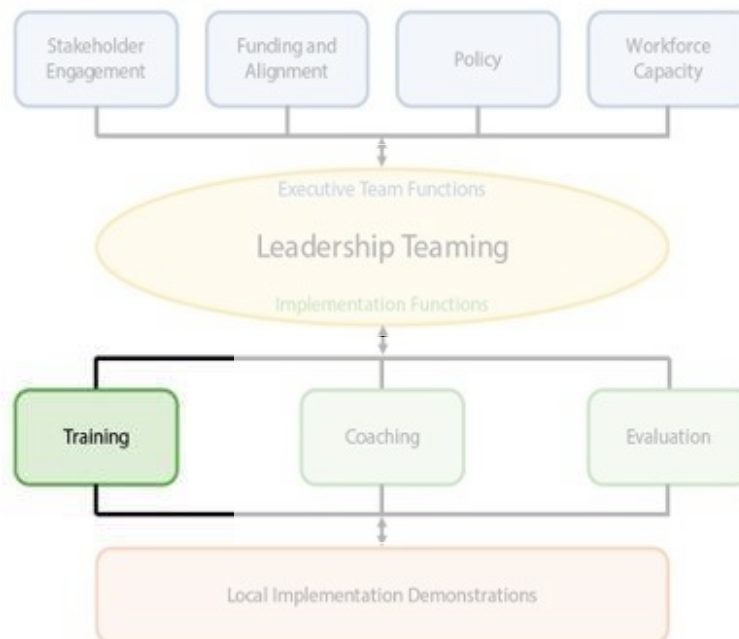 Stakeholder
Engagement
Funding and
Alignment
Policy
Workforce
Capacity
Executive Team Functions
Leadership Teaming
Implementation Functions
Training
Coaching
Evaluation
Local Implementation Demonstrations